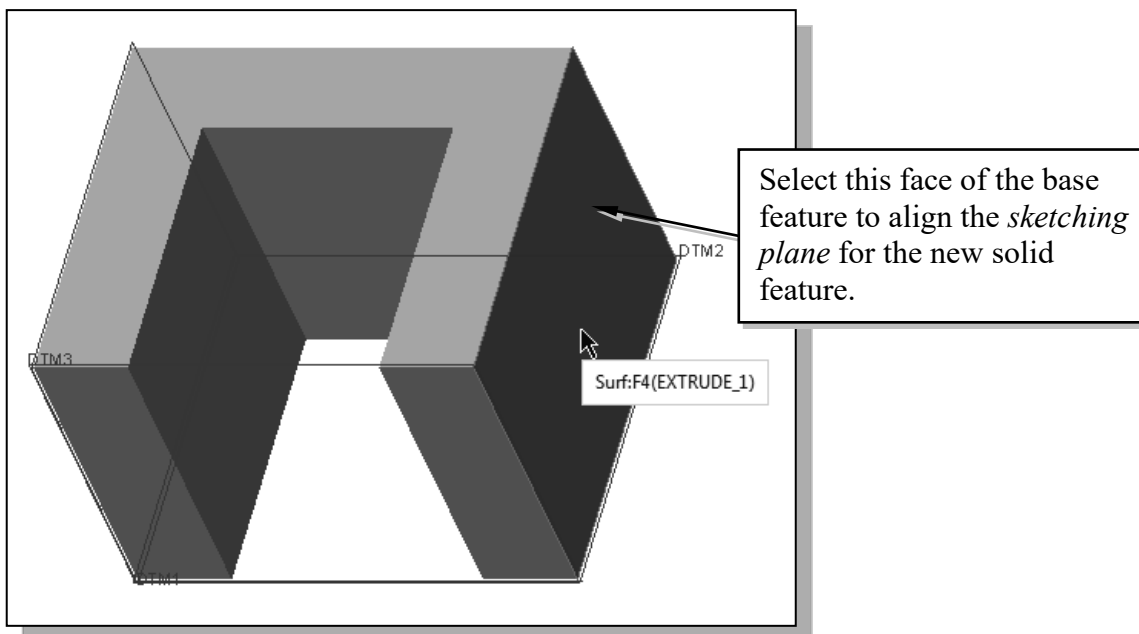 Select this face of the base
feature to align the sketching
plane for the new solid
feature.
DTM2
DTM3
Surf:F4(EXTRUDE_1)
DTM1